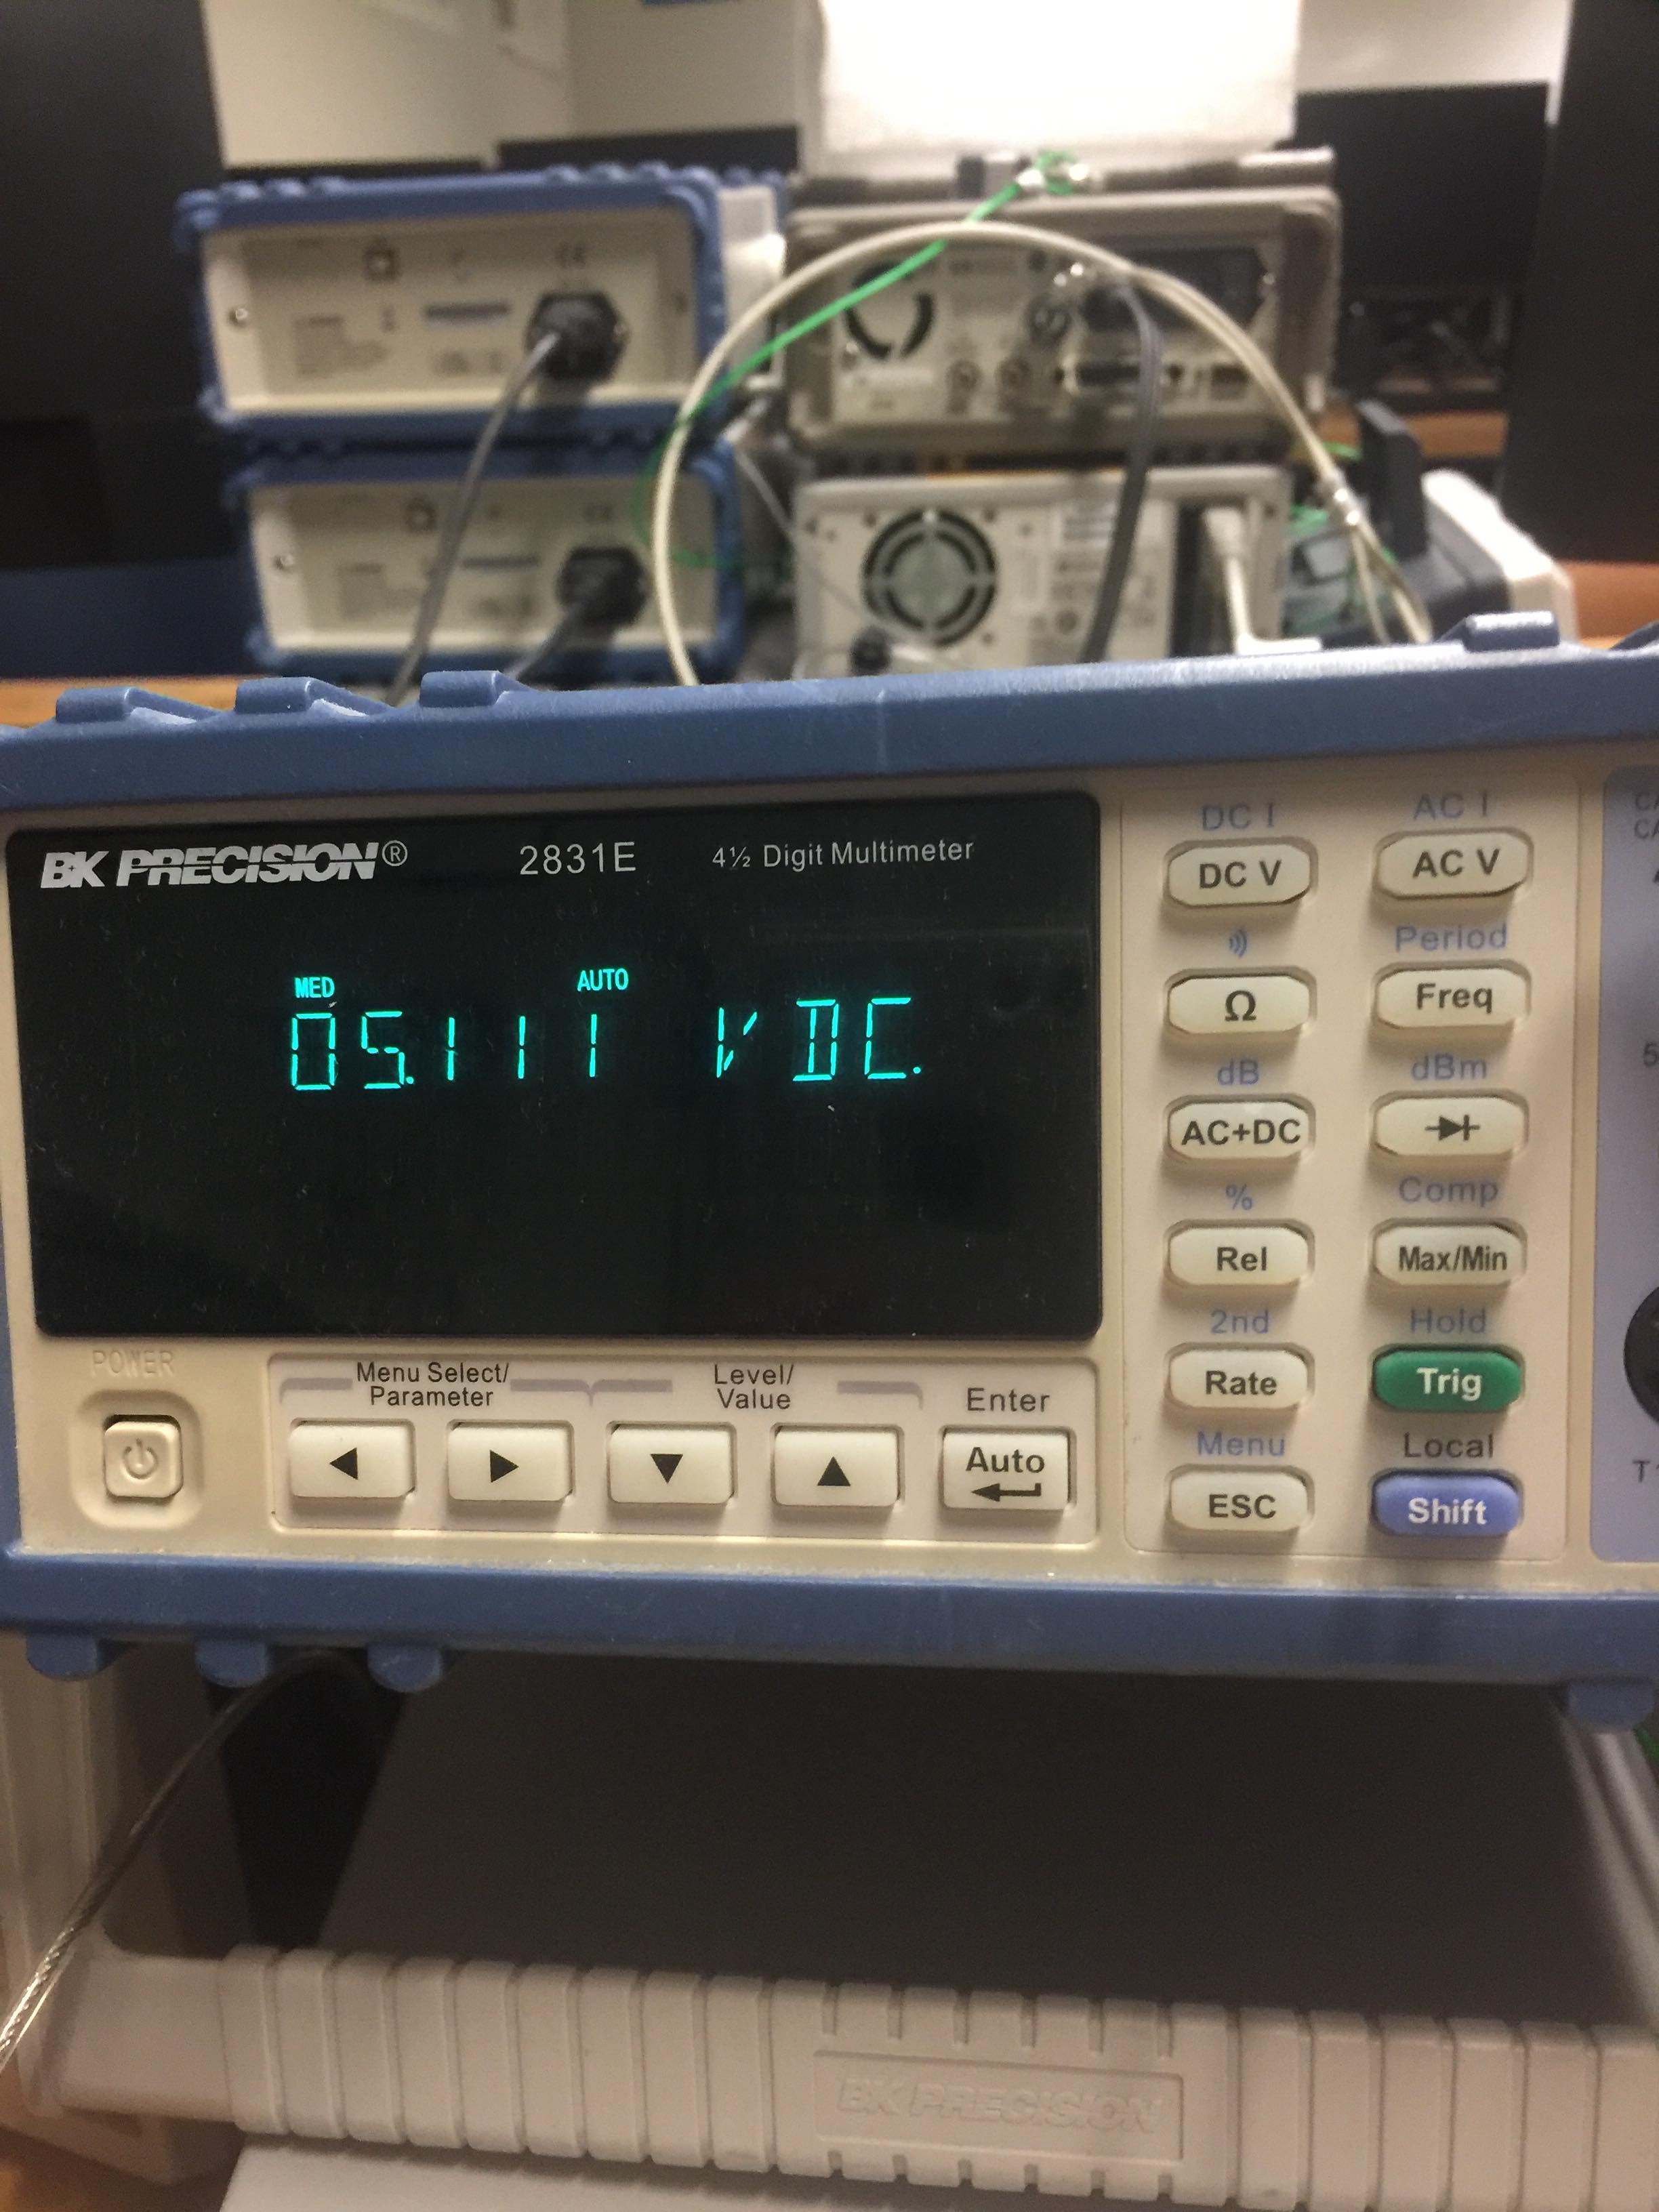 BK PRECISION® 2831E 4½ Digit Multimeter
MED AUTO
05.111 VDC.
POWER
Menu Select/
Parameter
Level/
Value
Enter
Auto
DC I AC I
DC V AC V
Period
Ω Freq
dB dBm
AC+DC
% Comp
Rel Max/Min
2nd Hold
Rate Trig
Menu Local
ESC Shift
BK PRECISION